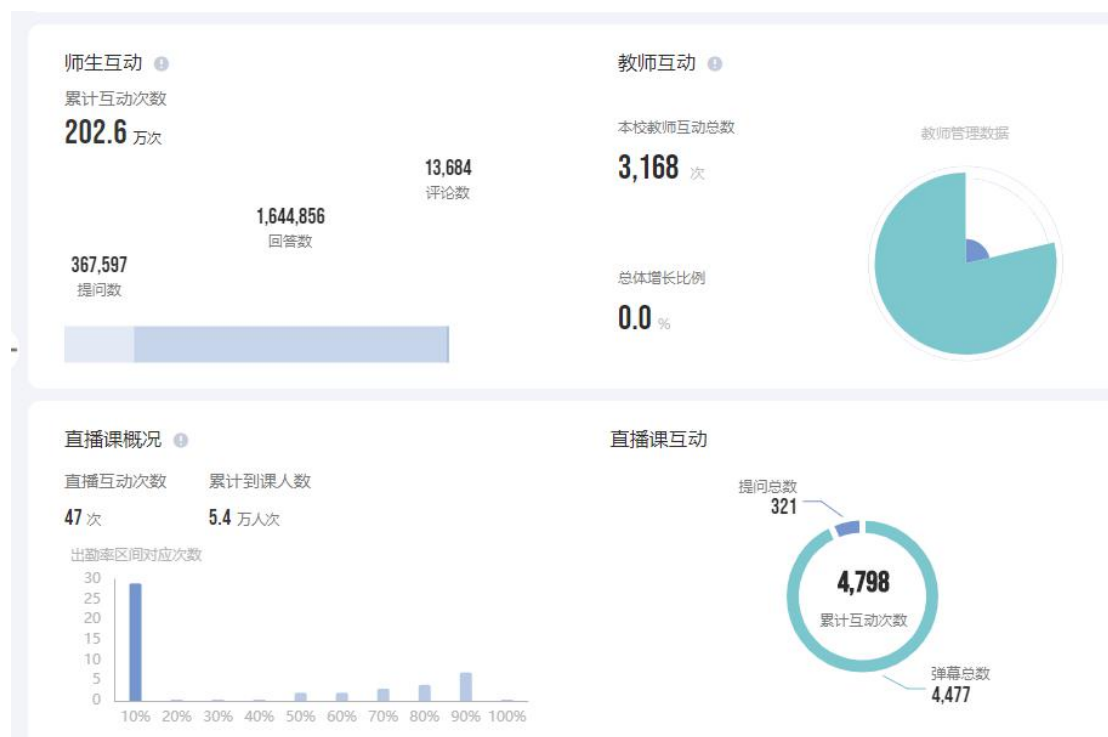 师生互动
累计互动次数
202.6 万次
13,684
评论数
1,644,856
回答数
367,597
提问数
教师互动
本校教师互动总数
3,168 次
教师管理数据
总体增长比例
0.0 %
直播课概况
直播互动次数 累计到课人数
47 次 5.4 万人次
出勤率区间对应次数
30
25
20
15
10
5
0
10% 20% 30% 40% 50% 60% 70% 80% 90% 100%
直播课互动
提问总数
321
4,798
累计互动次数
弹幕总数
4,477